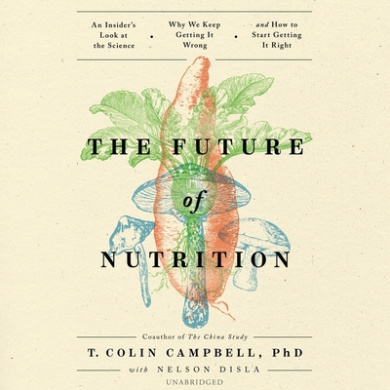 An Insider's
Look at
the Science
•
Why We Keep
Getting It
Wrong
•
and How to
Start Getting
It Right
THE FUTURE
of
NUTRITION
Coauthor of The China Study
T. COLIN CAMPBELL, PhD
with NELSON DISLA
UNABRIDGED